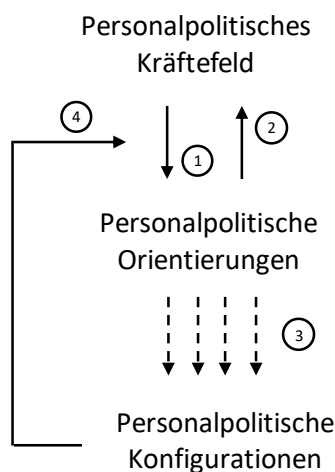 Personalpolitisches
Kräftefeld
4
2
1
Personalpolitische
Orientierungen
3
Personalpolitische
Konfigurationen